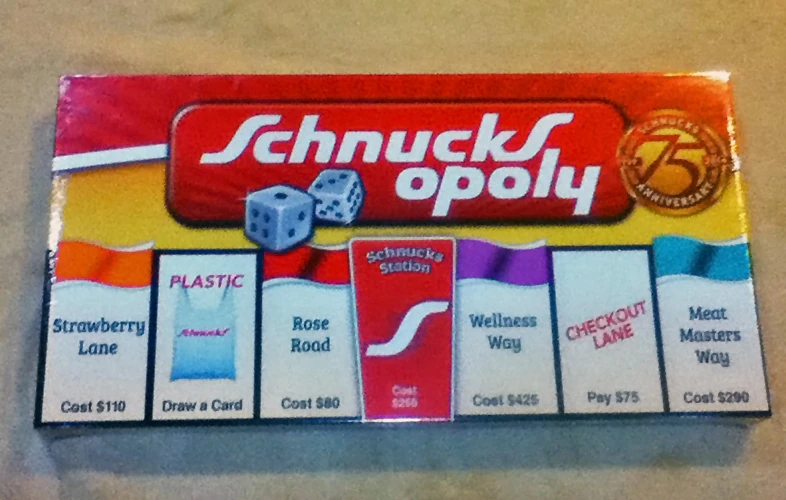 Schnucks
opoly
SCHNUCKS
75
ANNIVERSARY
Strawberry
Lane
Cost $110
PLASTIC
Schnucks
Draw a Card
Rose
Road
Cost $80
Schnucks
Station
Cost
Wellness
Way
Cost $425
CHECKOUT
LANE
Pay $75
Meat
Masters
Way
Cost $290